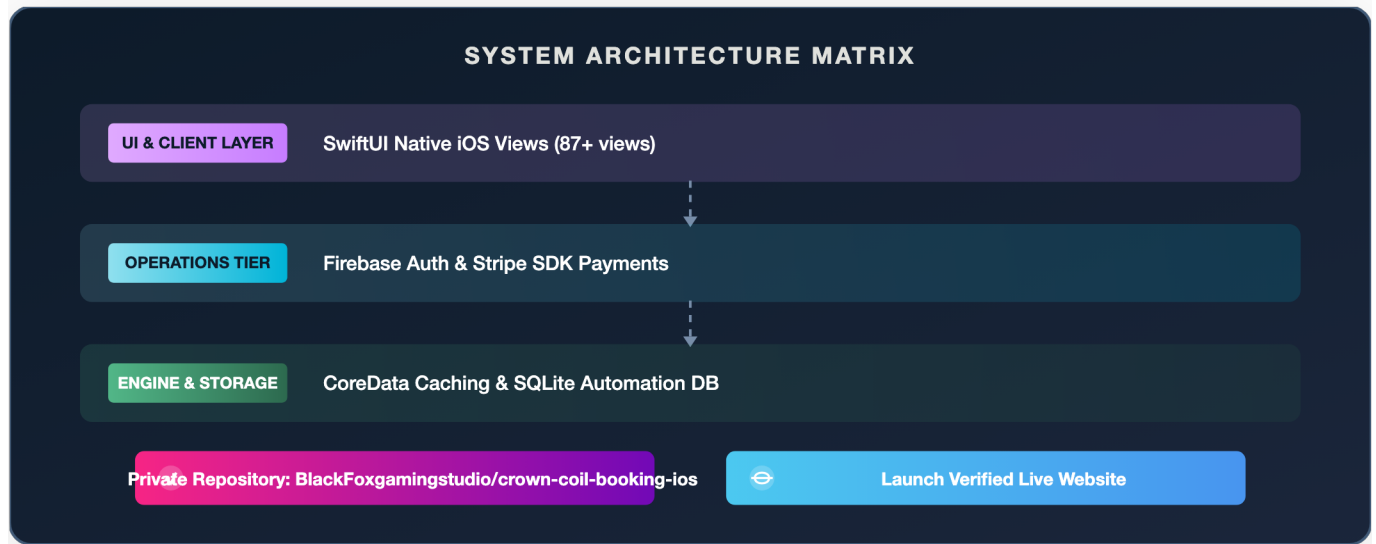 SYSTEM ARCHITECTURE MATRIX
UI & CLIENT LAYER
SwiftUI Native iOS Views (87+ views)
OPERATIONS TIER
Firebase Auth & Stripe SDK Payments
ENGINE & STORAGE
CoreData Caching & SQLite Automation DB
Private Repository: BlackFoxgamingstudio/crown-coil-booking-ios
Launch Verified Live Website